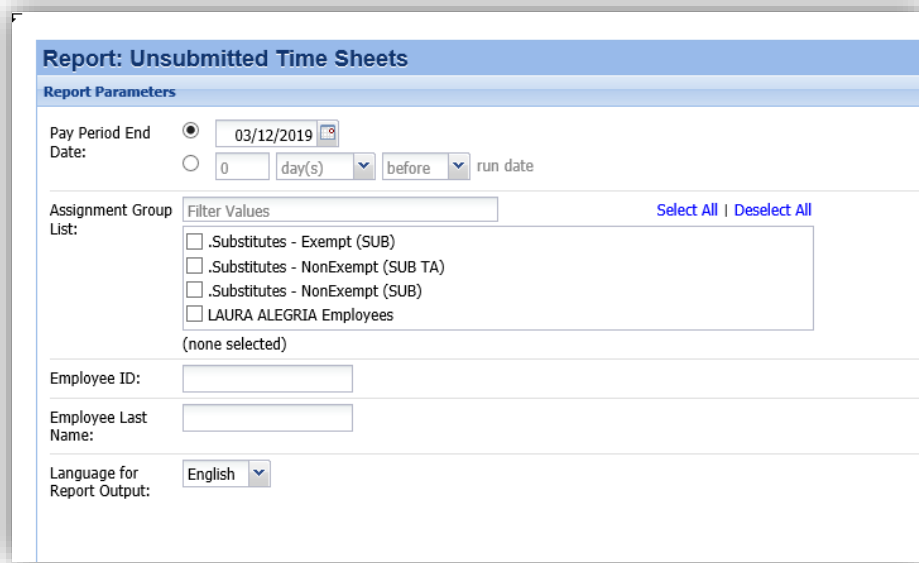 Report: Unsubmitted Time Sheets
Report Parameters
Pay Period End Date:
03/12/2019
0 day(s) before run date
Assignment Group List:
Filter Values
Select All | Deselect All
.Substitutes - Exempt (SUB)
.Substitutes - NonExempt (SUB TA)
.Substitutes - NonExempt (SUB)
LAURA ALEGRIA Employees
(none selected)
Employee ID:
Employee Last Name:
Language for Report Output:
English